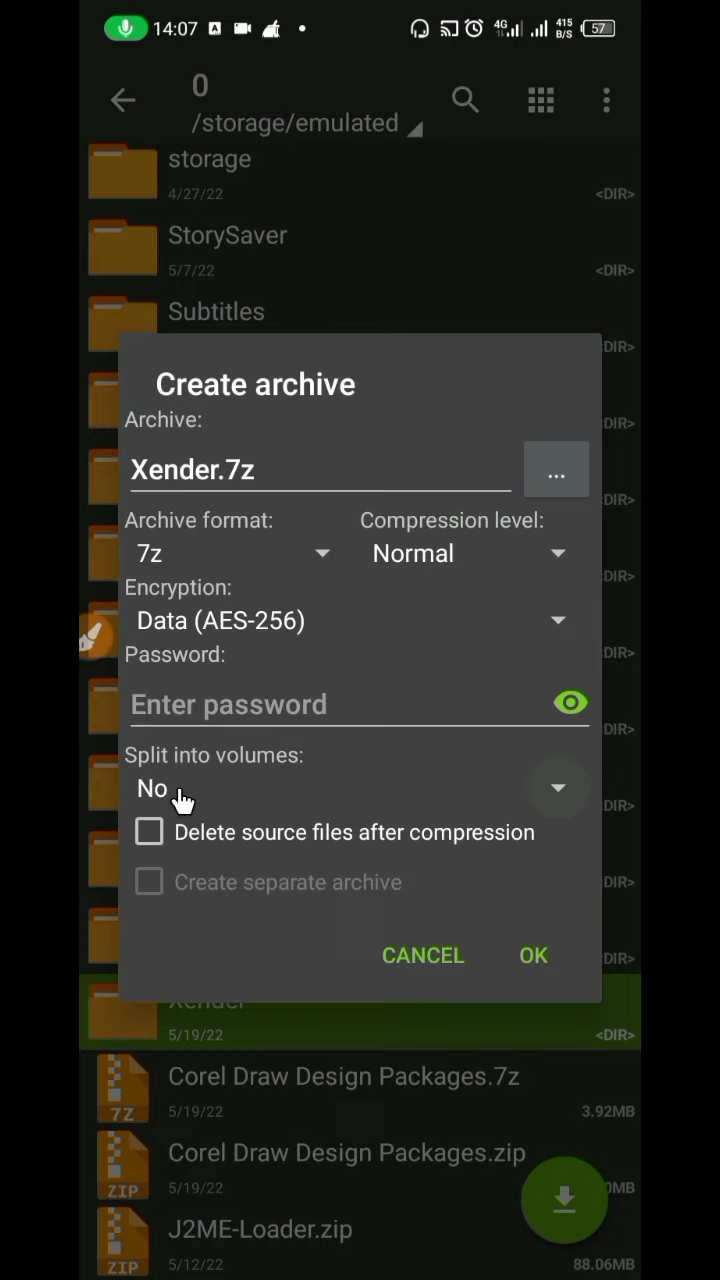 14:07 A 4G 415 B/S 57
0
/storage/emulated
storage
4/27/22 <DIR>
StorySaver
5/7/22 <DIR>
Subtitles
DIR>
Create archive
DIR>
Archive:
Xender.7z ...
DIR>
Archive format: Compression level:
7z Normal
DIR>
Encryption:
Data (AES-256)
DIR>
Password:
Enter password
DIR>
Split into volumes:
No
DIR>
Delete source files after compression
Create separate archive
DIR>
CANCEL OK
DIR>
Xender
5/19/22 <DIR>
Corel Draw Design Packages.7z
7Z 5/19/22 3.92MB
Corel Draw Design Packages.zip
ZIP 5/19/22 0MB
J2ME-Loader.zip
ZIP 5/12/22 88.06MB